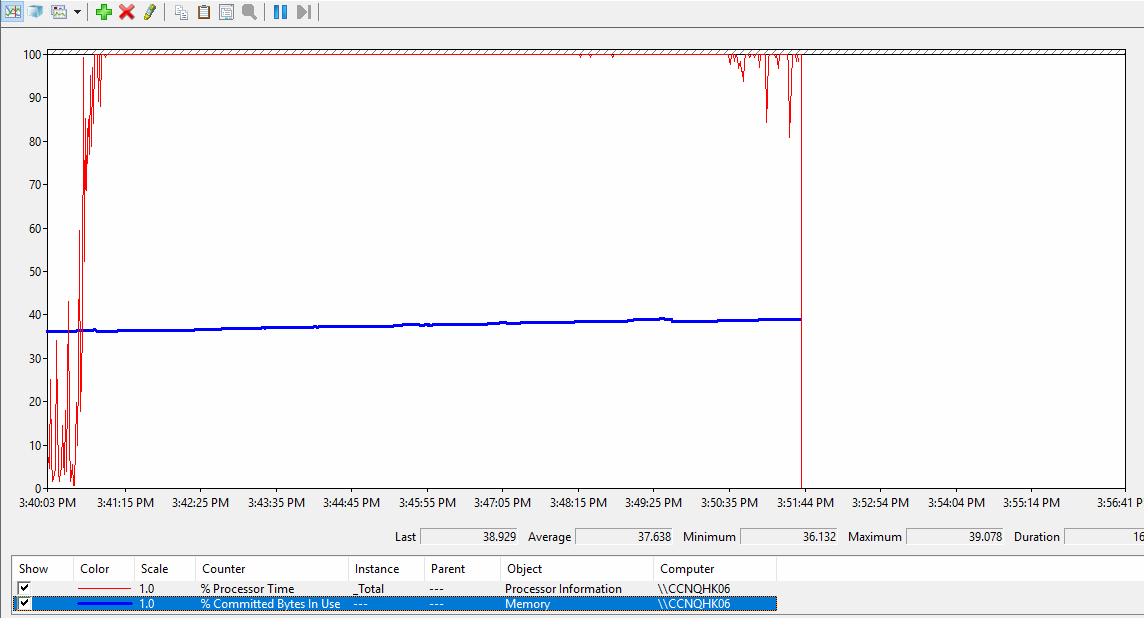 100
90
80
70
60
50
40
30
20
10
0
3:40:03 PM 3:41:15 PM 3:42:25 PM 3:43:35 PM 3:44:45 PM 3:45:55 PM 3:47:05 PM 3:48:15 PM 3:49:25 PM 3:50:35 PM 3:51:44 PM 3:52:54 PM 3:54:04 PM 3:55:14 PM 3:56:41 P
Last 38.929 Average 37.638 Minimum 36.132 Maximum 39.078 Duration 16
Show Color Scale Counter Instance Parent Object Computer
1.0 % Processor Time _Total --- Processor Information \\CCNQHK06
1.0 % Committed Bytes In Use --- --- Memory \\CCNQHK06